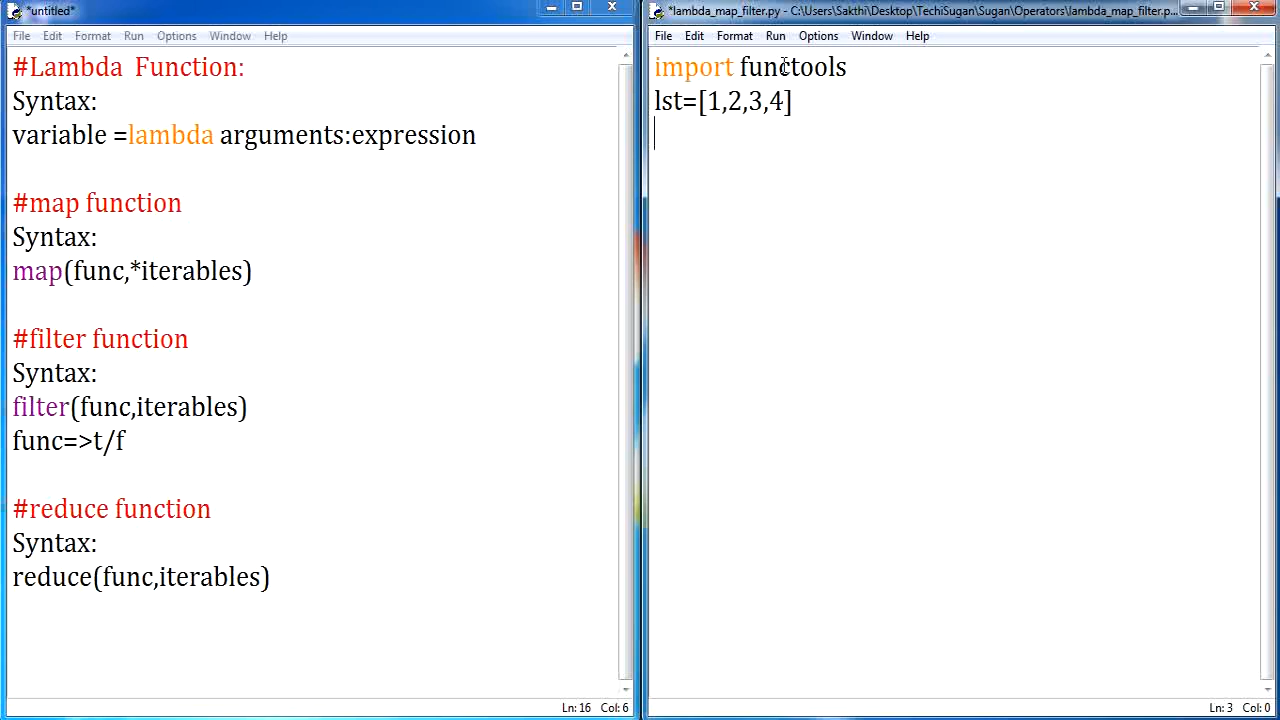 *untitled*
File Edit Format Run Options Window Help
#Lambda Function:
Syntax:
variable =lambda arguments:expression
#map function
Syntax:
map(func,*iterables)
#filter function
Syntax:
filter(func,iterables)
func=>t/f
#reduce function
Syntax:
reduce(func,iterables)
Ln: 16 Col: 6
*lambda_map_filter.py - C:\Users\Sakthi\Desktop\TechiSugan\Sugan\Operators\lambda_map_filter.p...
File Edit Format Run Options Window Help
import functools
lst=[1,2,3,4]
Ln: 3 Col: 0